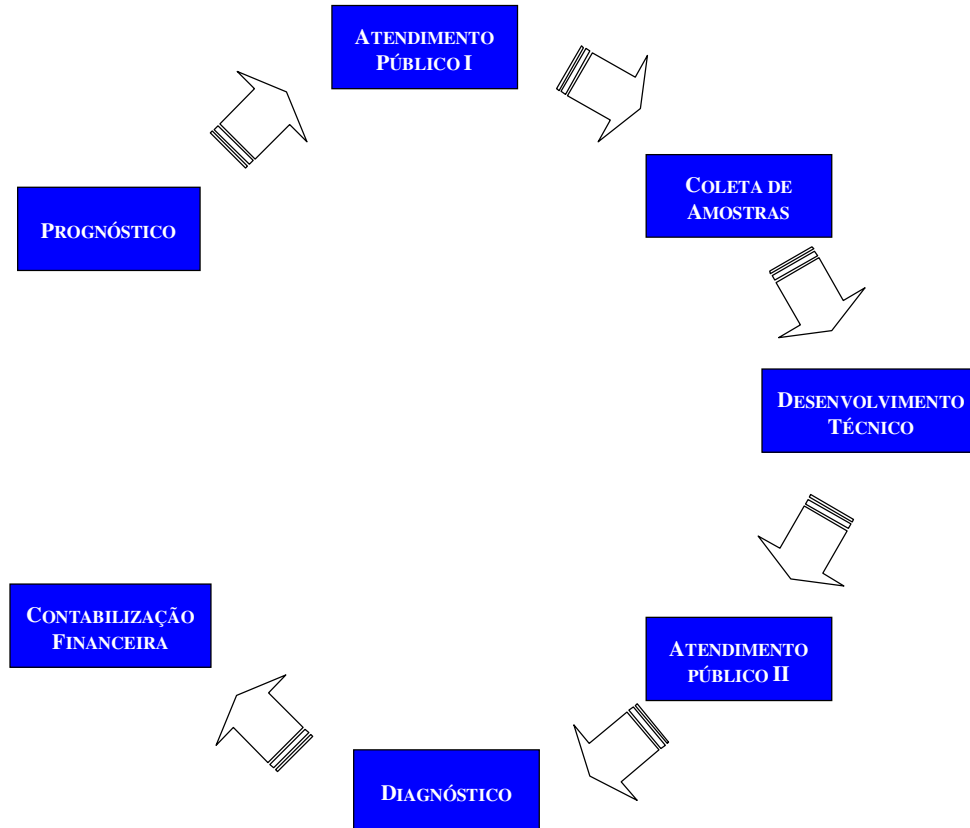 ATENDIMENTO
PÚBLICO I
COLETA DE
AMOSTRAS
PROGNÓSTICO
DESENVOLVIMENTO
TÉCNICO
CONTABILIZAÇÃO
FINANCEIRA
ATENDIMENTO
PÚBLICO II
DIAGNÓSTICO